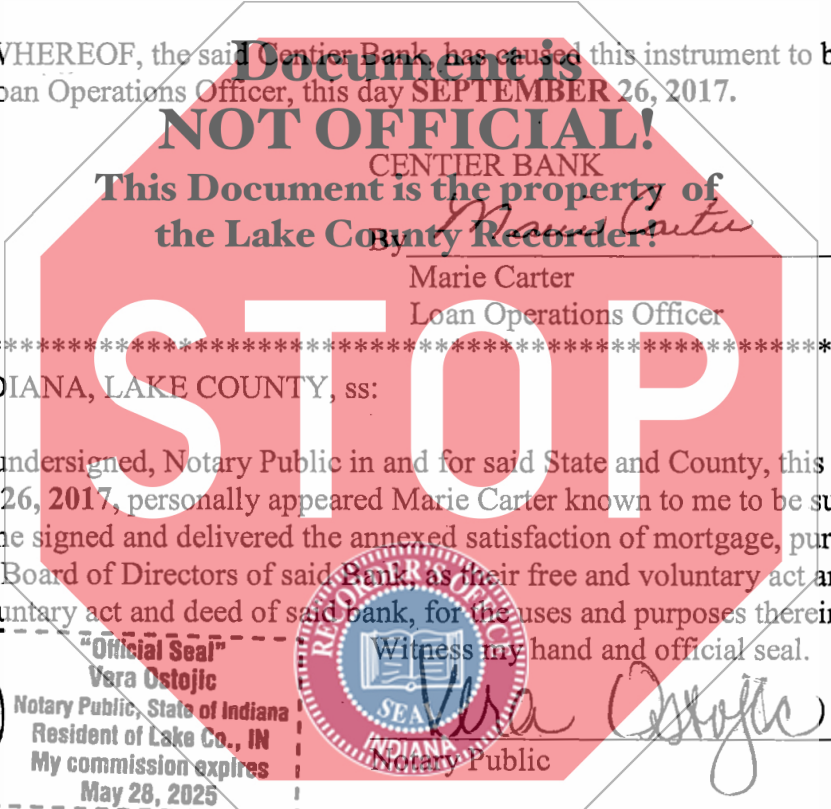 WHEREOF, the said Centier Bank, has caused this instrument to b
oan Operations Officer, this day SEPTEMBER 26, 2017.
Document is
NOT OFFICIAL!
This Document is the property of
the Lake County Recorder!
CENTIER BANK
By Marie Carter
Marie Carter
Loan Operations Officer
STOP
****************************************************************
DIANA, LAKE COUNTY, ss:
undersigned, Notary Public in and for said State and County, this
26, 2017, personally appeared Marie Carter known to me to be su
ne signed and delivered the annexed satisfaction of mortgage, pur
Board of Directors of said Bank, as their free and voluntary act an
untary act and deed of said bank, for the uses and purposes therein
Witness my hand and official seal.
"Official Seal"
Vera Ostojic
Notary Public, State of Indiana
Resident of Lake Co., IN
My commission expires
May 28, 2025
RECORDER'S OFFICE
SEAL
INDIANA
Vera Ostojic
Notary Public